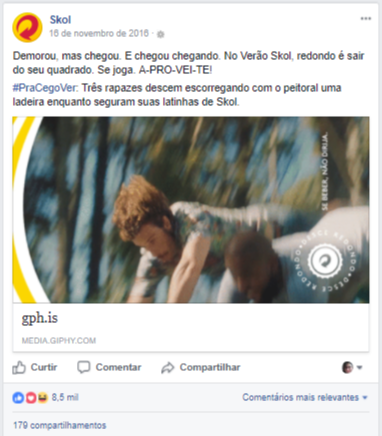 Skol
16 de novembro de 2016 ·
Demorou, mas chegou. E chegou chegando. No Verão Skol, redondo é sair
do seu quadrado. Se joga. A-PRO-VEI-TE!
#PraCegoVer: Três rapazes descem escorregando com o peitoral uma
ladeira enquanto seguram suas latinhas de Skol.
SE BEBER, NÃO DIRIJA.
DESCE REDONDO
gph.is
MEDIA.GIPHY.COM
Curtir Comentar Compartilhar
8,5 mil Comentários mais relevantes
179 compartilhamentos